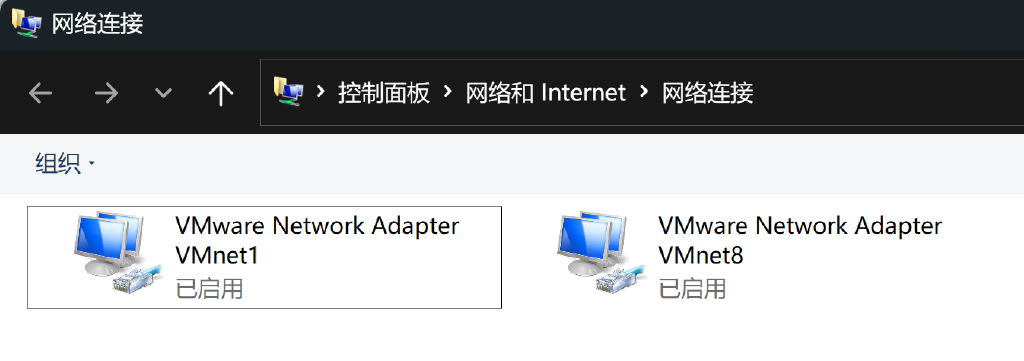 网络连接
控制面板 › 网络和 Internet › 网络连接
组织
VMware Network Adapter
VMnet1
已启用
VMware Network Adapter
VMnet8
已启用